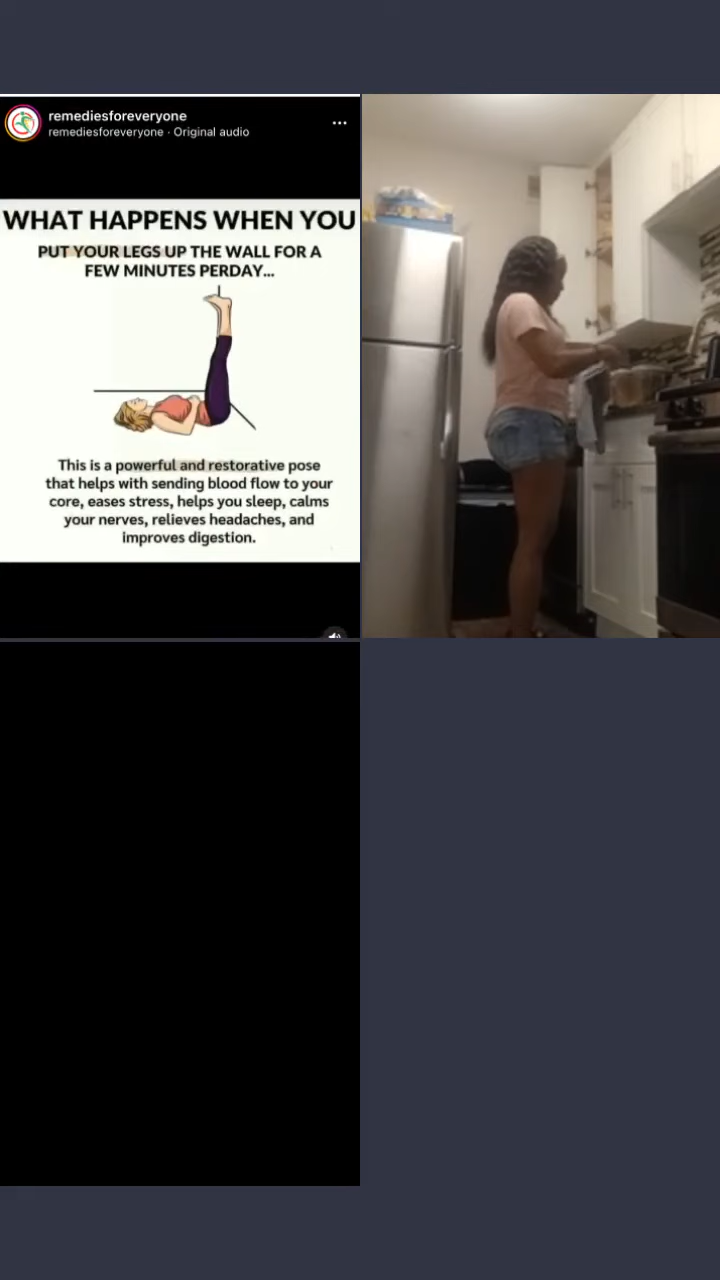 remediesforeveryone
remediesforeveryone · Original audio
WHAT HAPPENS WHEN YOU
PUT YOUR LEGS UP THE WALL FOR A
FEW MINUTES PERDAY...
This is a powerful and restorative pose
that helps with sending blood flow to your
core, eases stress, helps you sleep, calms
your nerves, relieves headaches, and
improves digestion.